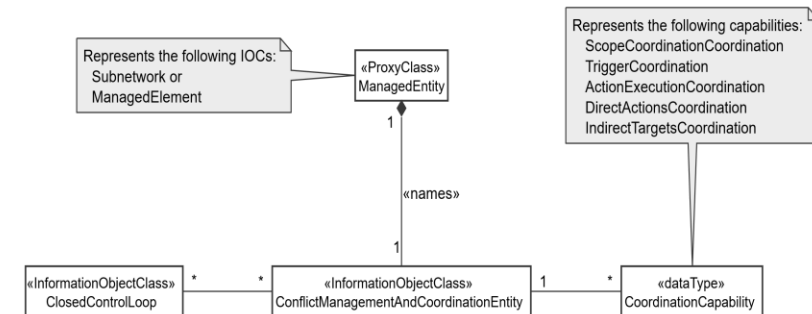 Represents the following IOCs:
Subnetwork or
ManagedElement
«ProxyClass»
ManagedEntity
Represents the following capabilities:
ScopeCoordinationCoordination
TriggerCoordination
ActionExecutionCoordination
DirectActionsCoordination
IndirectTargetsCoordination
1
«names»
1
«InformationObjectClass»
ClosedControlLoop
*
*
«InformationObjectClass»
ConflictManagementAndCoordinationEntity
1
*
«dataType»
CoordinationCapability